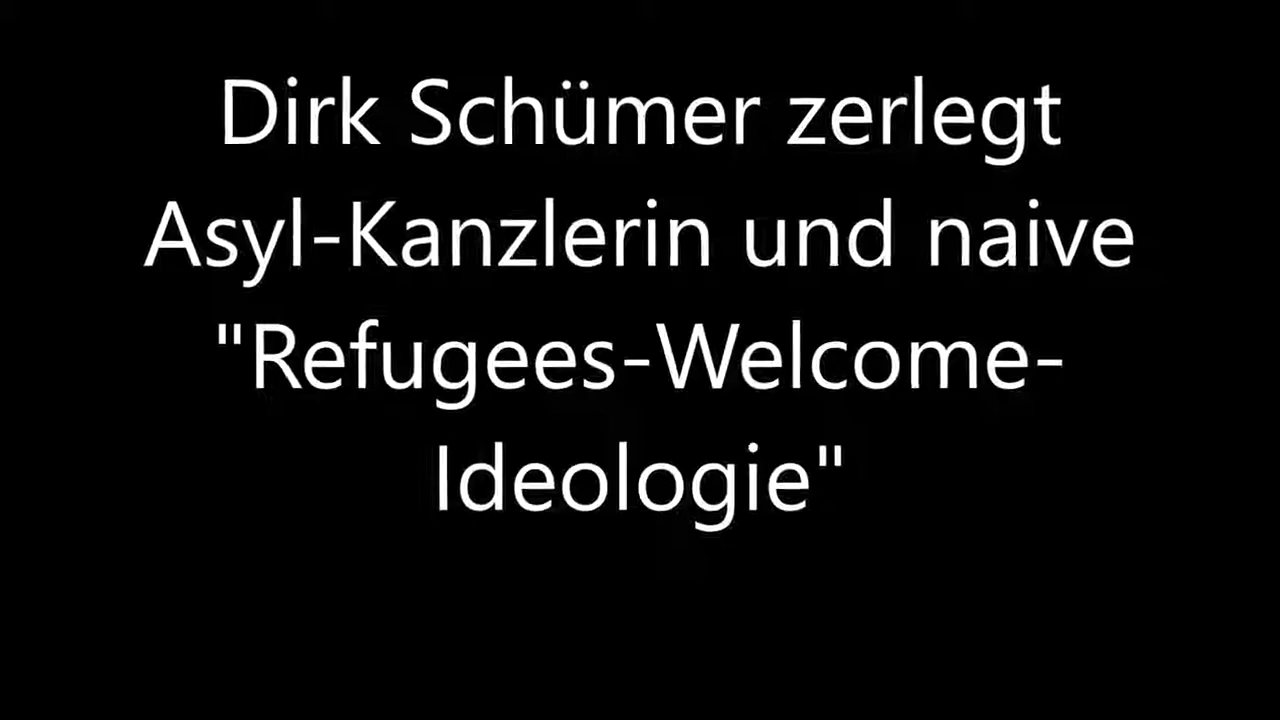 Dirk Schümer zerlegt
Asyl-Kanzlerin und naive
"Refugees-Welcome-
Ideologie"